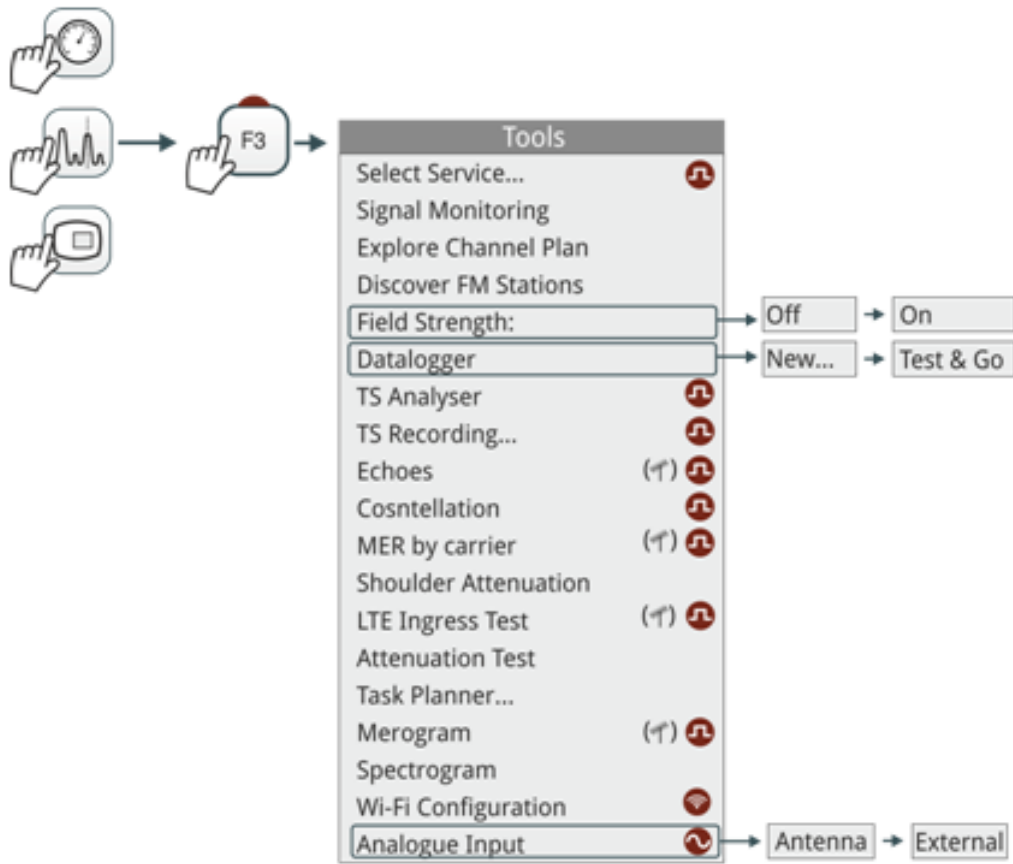 F3
Tools
Select Service...
Signal Monitoring
Explore Channel Plan
Discover FM Stations
Field Strength: Off On
Datalogger New... Test & Go
TS Analyser
TS Recording...
Echoes
Cosntellation
MER by carrier
Shoulder Attenuation
LTE Ingress Test
Attenuation Test
Task Planner...
Merogram
Spectrogram
Wi-Fi Configuration
Analogue Input Antenna External